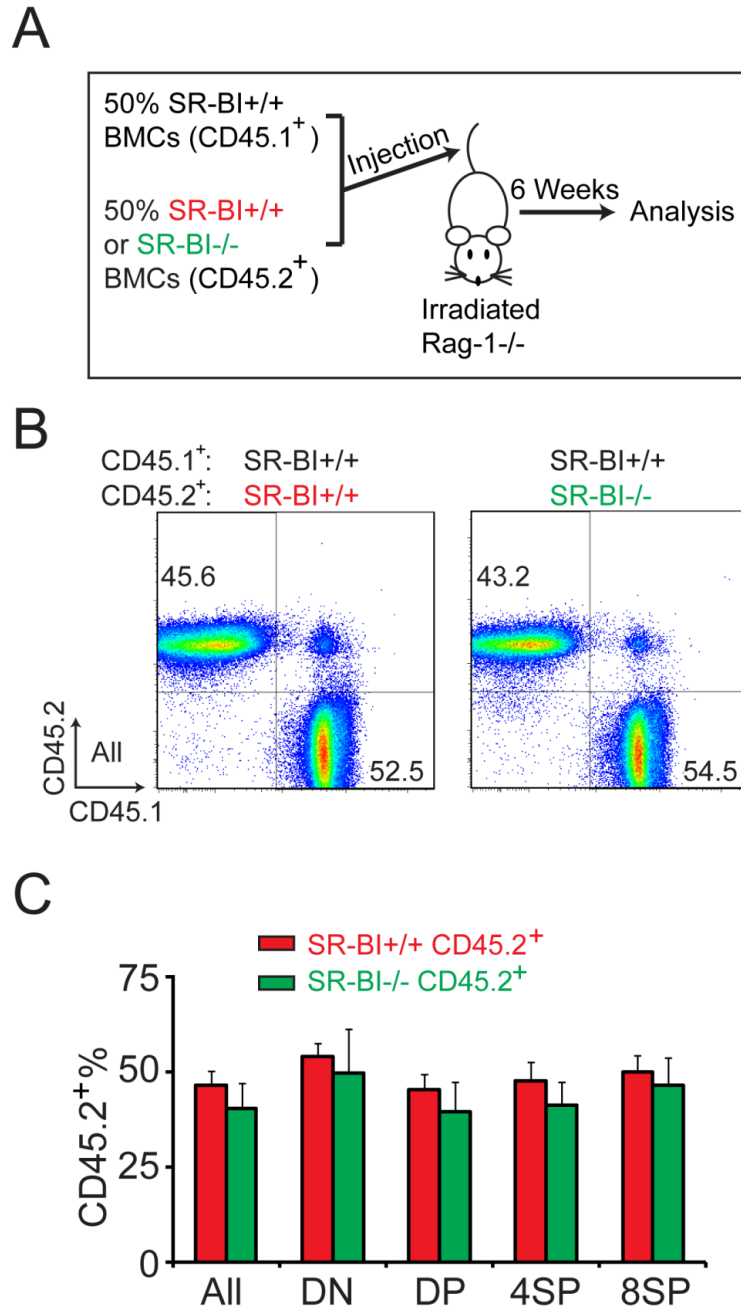 A
50% SR-BI+/+
BMCs (CD45.1+)
50% SR-BI+/+
or SR-BI-/-
BMCs (CD45.2+)
Injection
6 Weeks
Analysis
Irradiated
Rag-1-/-
B
CD45.1+: SR-BI+/+ SR-BI+/+
CD45.2+: SR-BI+/+ SR-BI-/-
45.6
43.2
CD45.2
All
52.5
54.5
CD45.1
C
SR-BI+/+ CD45.2+
SR-BI-/- CD45.2+
CD45.2+%
75
50
25
0
All DN DP 4SP 8SP